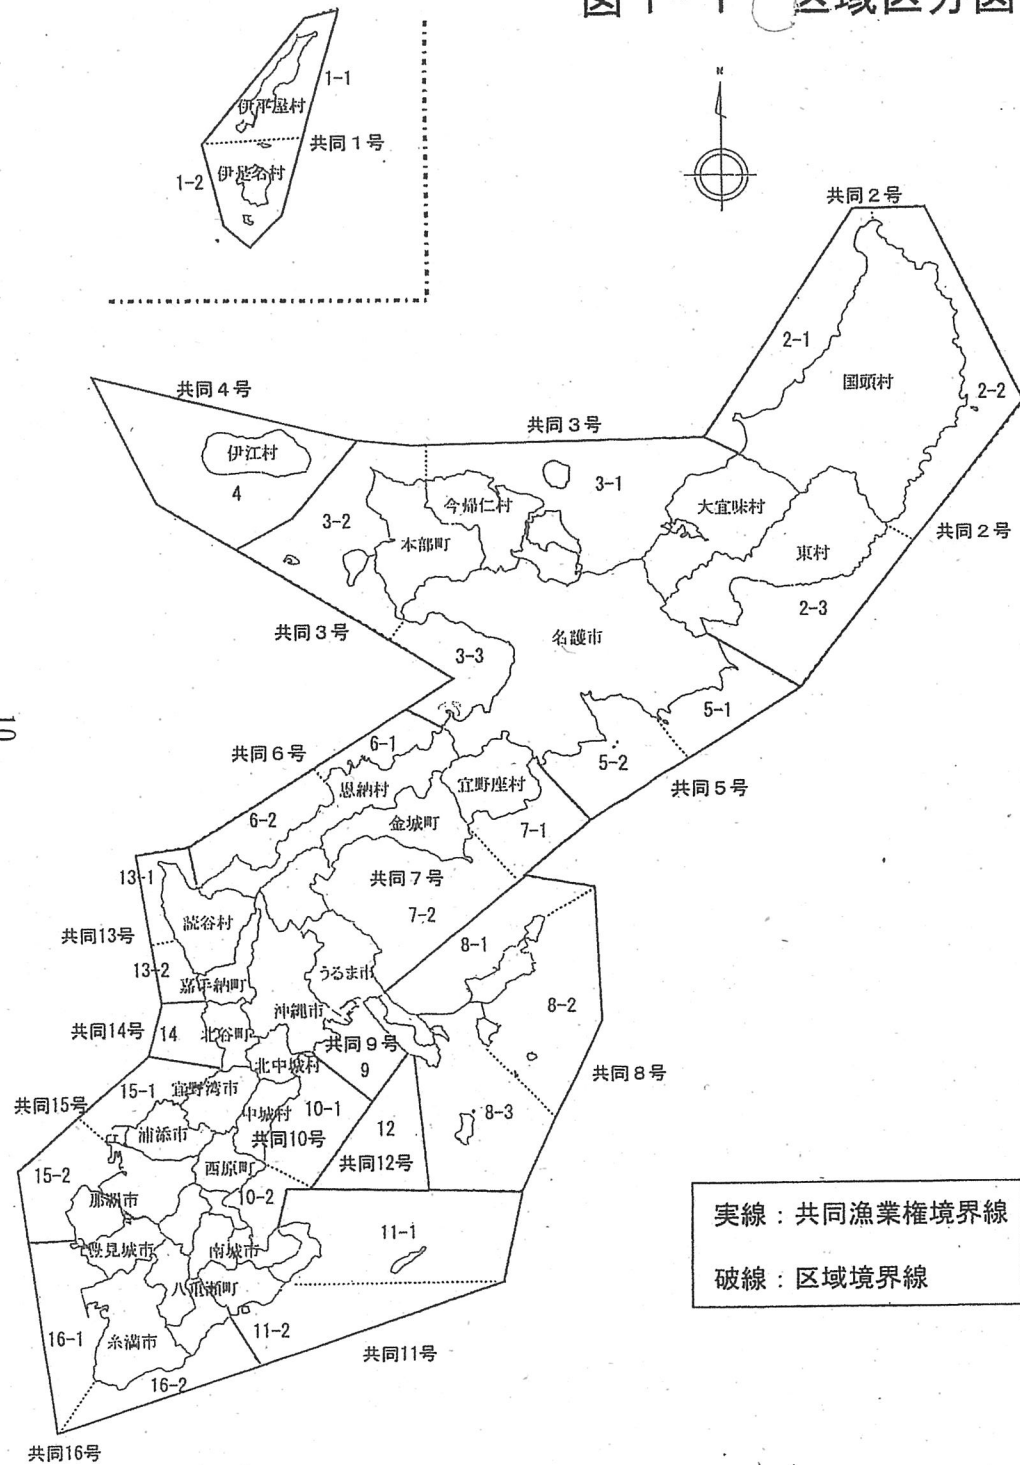 図1-1 区域区分図
1-1
伊平屋村
共同1号
伊是名村
1-2
N
共同2号
2-1
国頭村
2-2
共同4号
共同3号
伊江村
4
3-1
今帰仁村
大宜味村
3-2
共同2号
本部町
東村
2-3
共同3号
名護市
3-3
5-1
6-1
共同6号
5-2
恩納村
宜野座村
共同5号
6-2
金城町
7-1
13-1
共同7号
7-2
読谷村
共同13号
8-1
13-2
うるま市
嘉手納町
8-2
沖縄市
共同14号
14
北谷町
共同9号
北中城村
9
共同8号
15-1
宜野湾市
共同15号
中城村
10-1
8-3
12
浦添市
共同10号
西原町
共同12号
15-2
那覇市
10-2
11-1
豊見城市
南城市
八重瀬町
16-1
糸満市
11-2
共同11号
16-2
共同16号
実線：共同漁業権境界線
破線：区域境界線
10